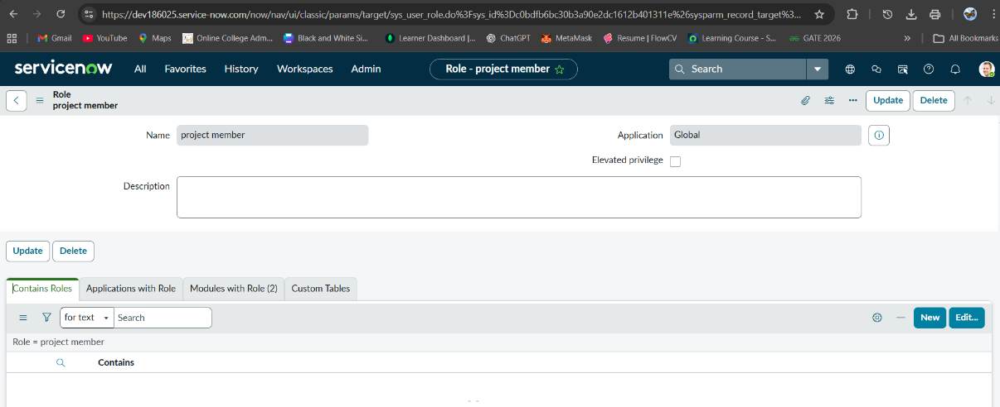 https://dev186025.service-now.com/now/nav/ui/classic/params/target/sys_user_role.do%3Fsys_id%3Dc0bdfb6bc30b3a90e2dc1612b401311e%26sysparm_record_target%3...
Gmail YouTube Maps Online College Adm... Black and White Si... Learner Dashboard |... ChatGPT MetaMask Resume | FlowCV Learning Course - S... GATE 2026 » All Bookmarks
servicenow All Favorites History Workspaces Admin Role - project member Search
Role
project member
Update Delete
Name project member Application Global
Elevated privilege
Description
Update Delete
Contains Roles Applications with Role Modules with Role (2) Custom Tables
for text Search New Edit...
Role = project member
Contains